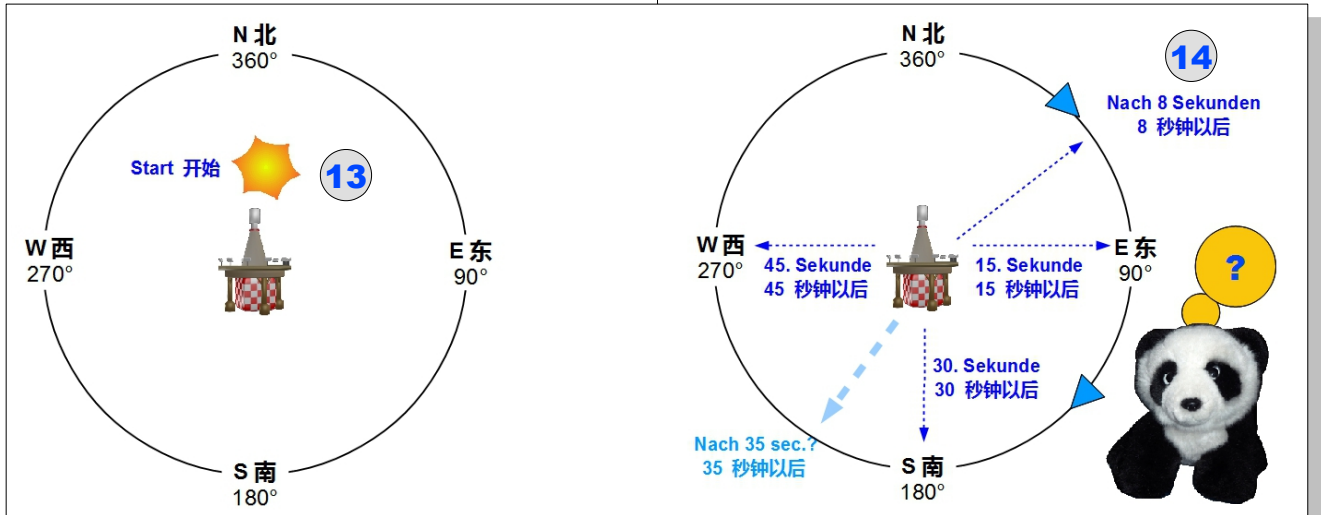 N 北
360°
Start 开始
13
W 西
270°
E 东
90°
S 南
180°
N 北
360°
14
Nach 8 Sekunden
8 秒钟以后
W 西
270°
45. Sekunde
45 秒钟以后
15. Sekunde
15 秒钟以后
E 东
90°
?
30. Sekunde
30 秒钟以后
Nach 35 sec.?
35 秒钟以后
S 南
180°